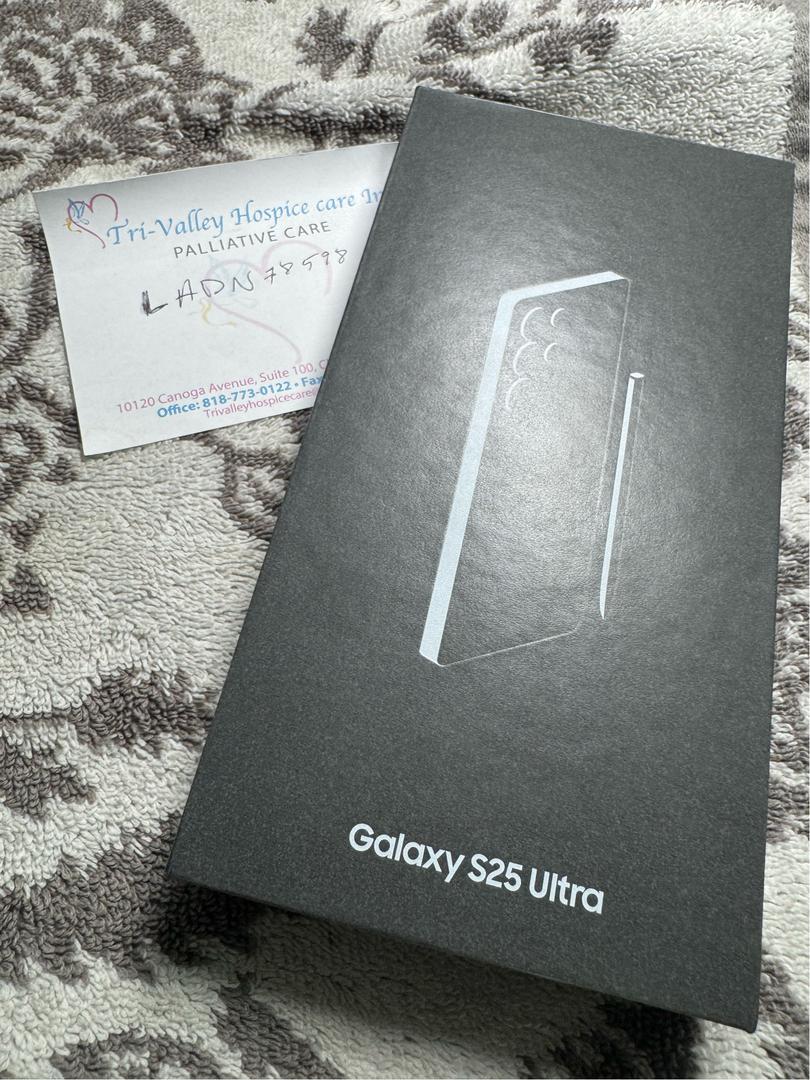 Tri-Valley Hospice care In
PALLIATIVE CARE
LADN78598
10120 Canoga Avenue, Suite 100, C
Office: 818-773-0122 • Fax
Trivalleyhospicecare
Galaxy S25 Ultra